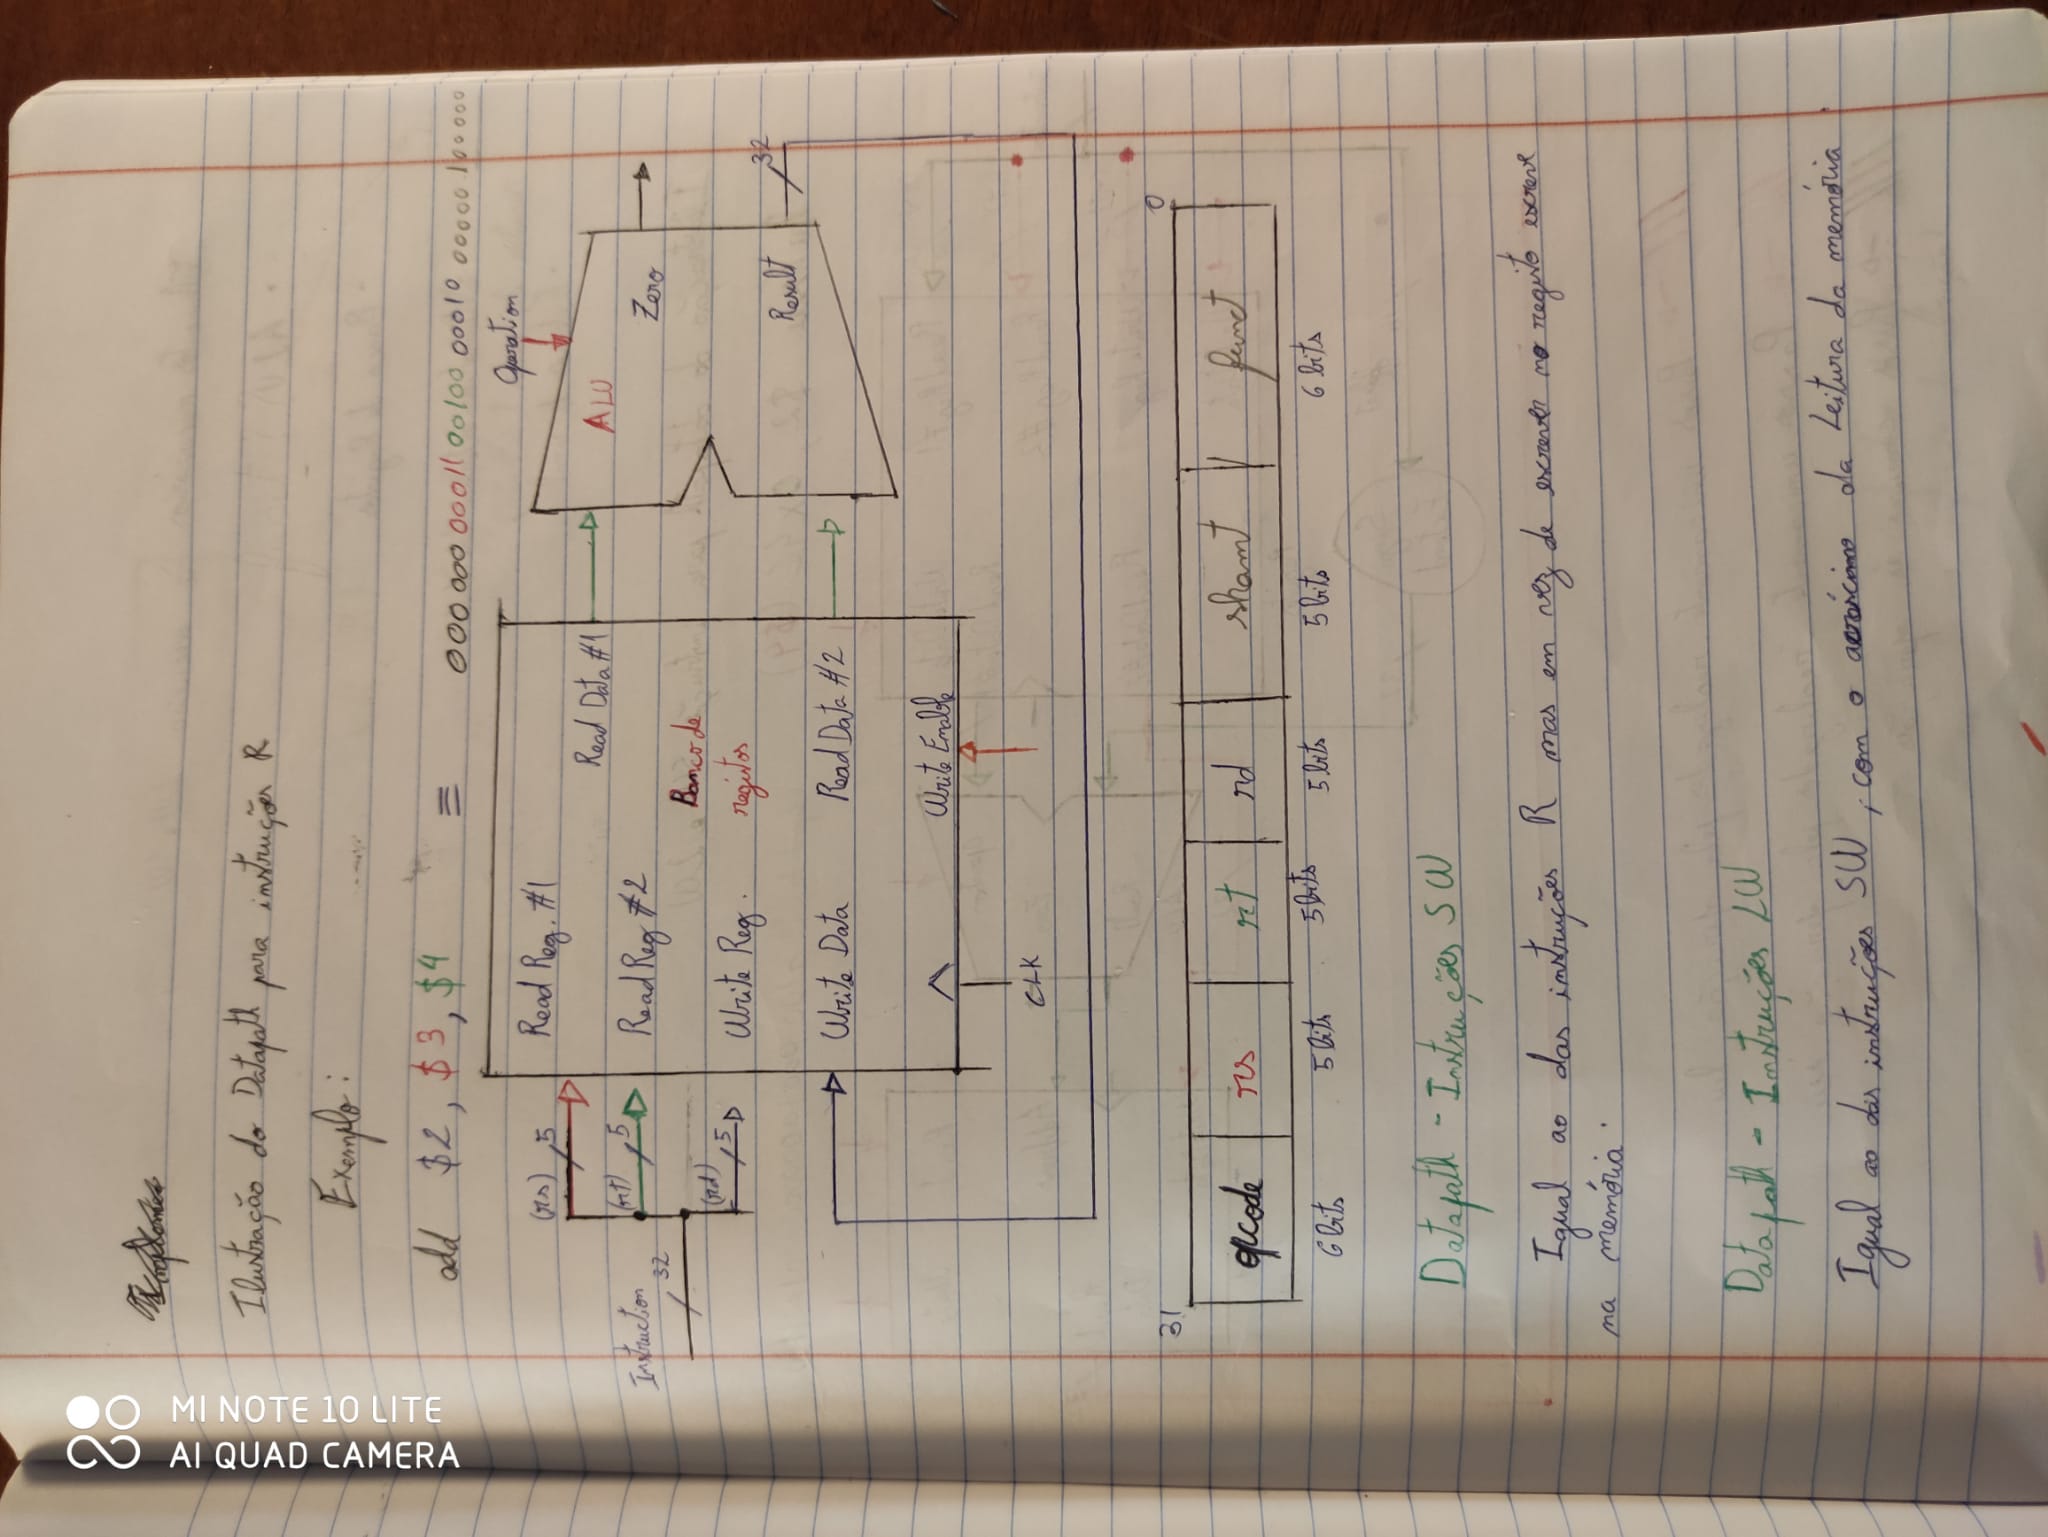 Ilustração do Datapath para instruções R
Exemplo:
add $2, $3, $4 ≡ 000000 00011 00100 00010 00000 100000
Operation
(rs) 5
Read Reg. #1
Read Data #1
ALU
(rt) 5
Read Reg #2
Instruction
32
Zero
(rd) 5
Write Reg.
Banco de
registos
Result
32
Write Data
Read Data #2
Write Enable
CLK
31
0
opcode rs rt rd shamt funct
6 bits 5 bits 5 bits 5 bits 5 bits 6 bits
Datapath - Instruções SW
Igual ao das instruções R mas em vez de escrever no registo escreve
na memória.
Datapath - Instruções LW
Igual ao das instruções SW, com o acréscimo da Leitura da memória
MI NOTE 10 LITE
AI QUAD CAMERA